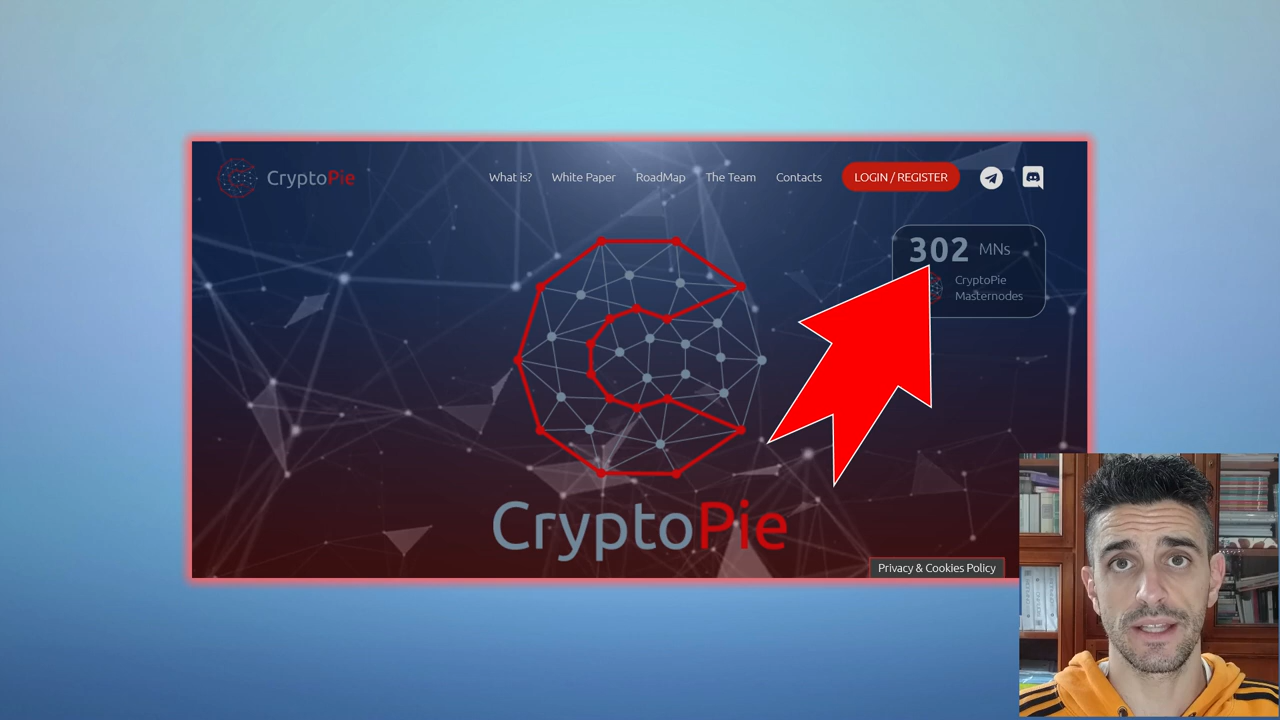 CryptoPie
What is?
White Paper
RoadMap
The Team
Contacts
LOGIN / REGISTER
302 MNs
CryptoPie
Masternodes
CryptoPie
Privacy & Cookies Policy